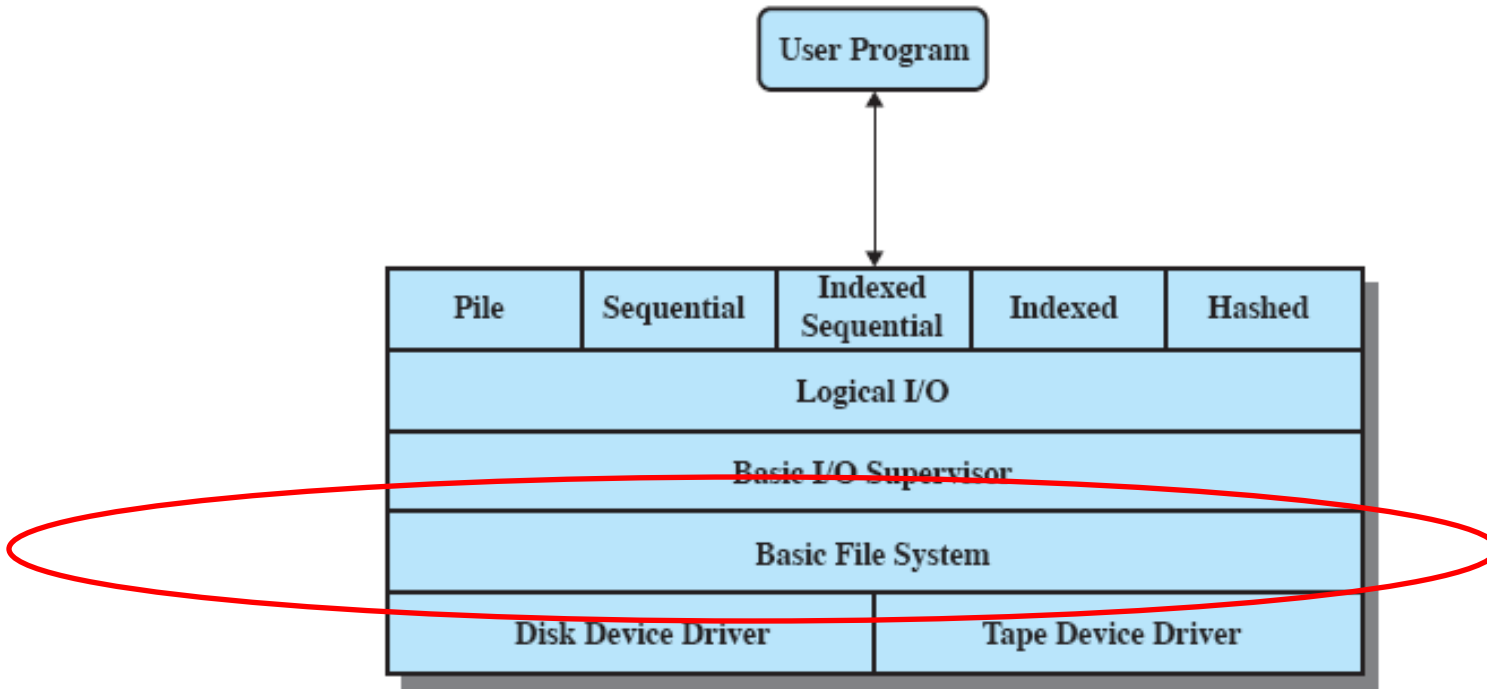 User Program
Pile
Sequential
Indexed
Sequential
Indexed
Hashed
Logical I/O
Basic I/O Supervisor
Basic File System
Disk Device Driver
Tape Device Driver